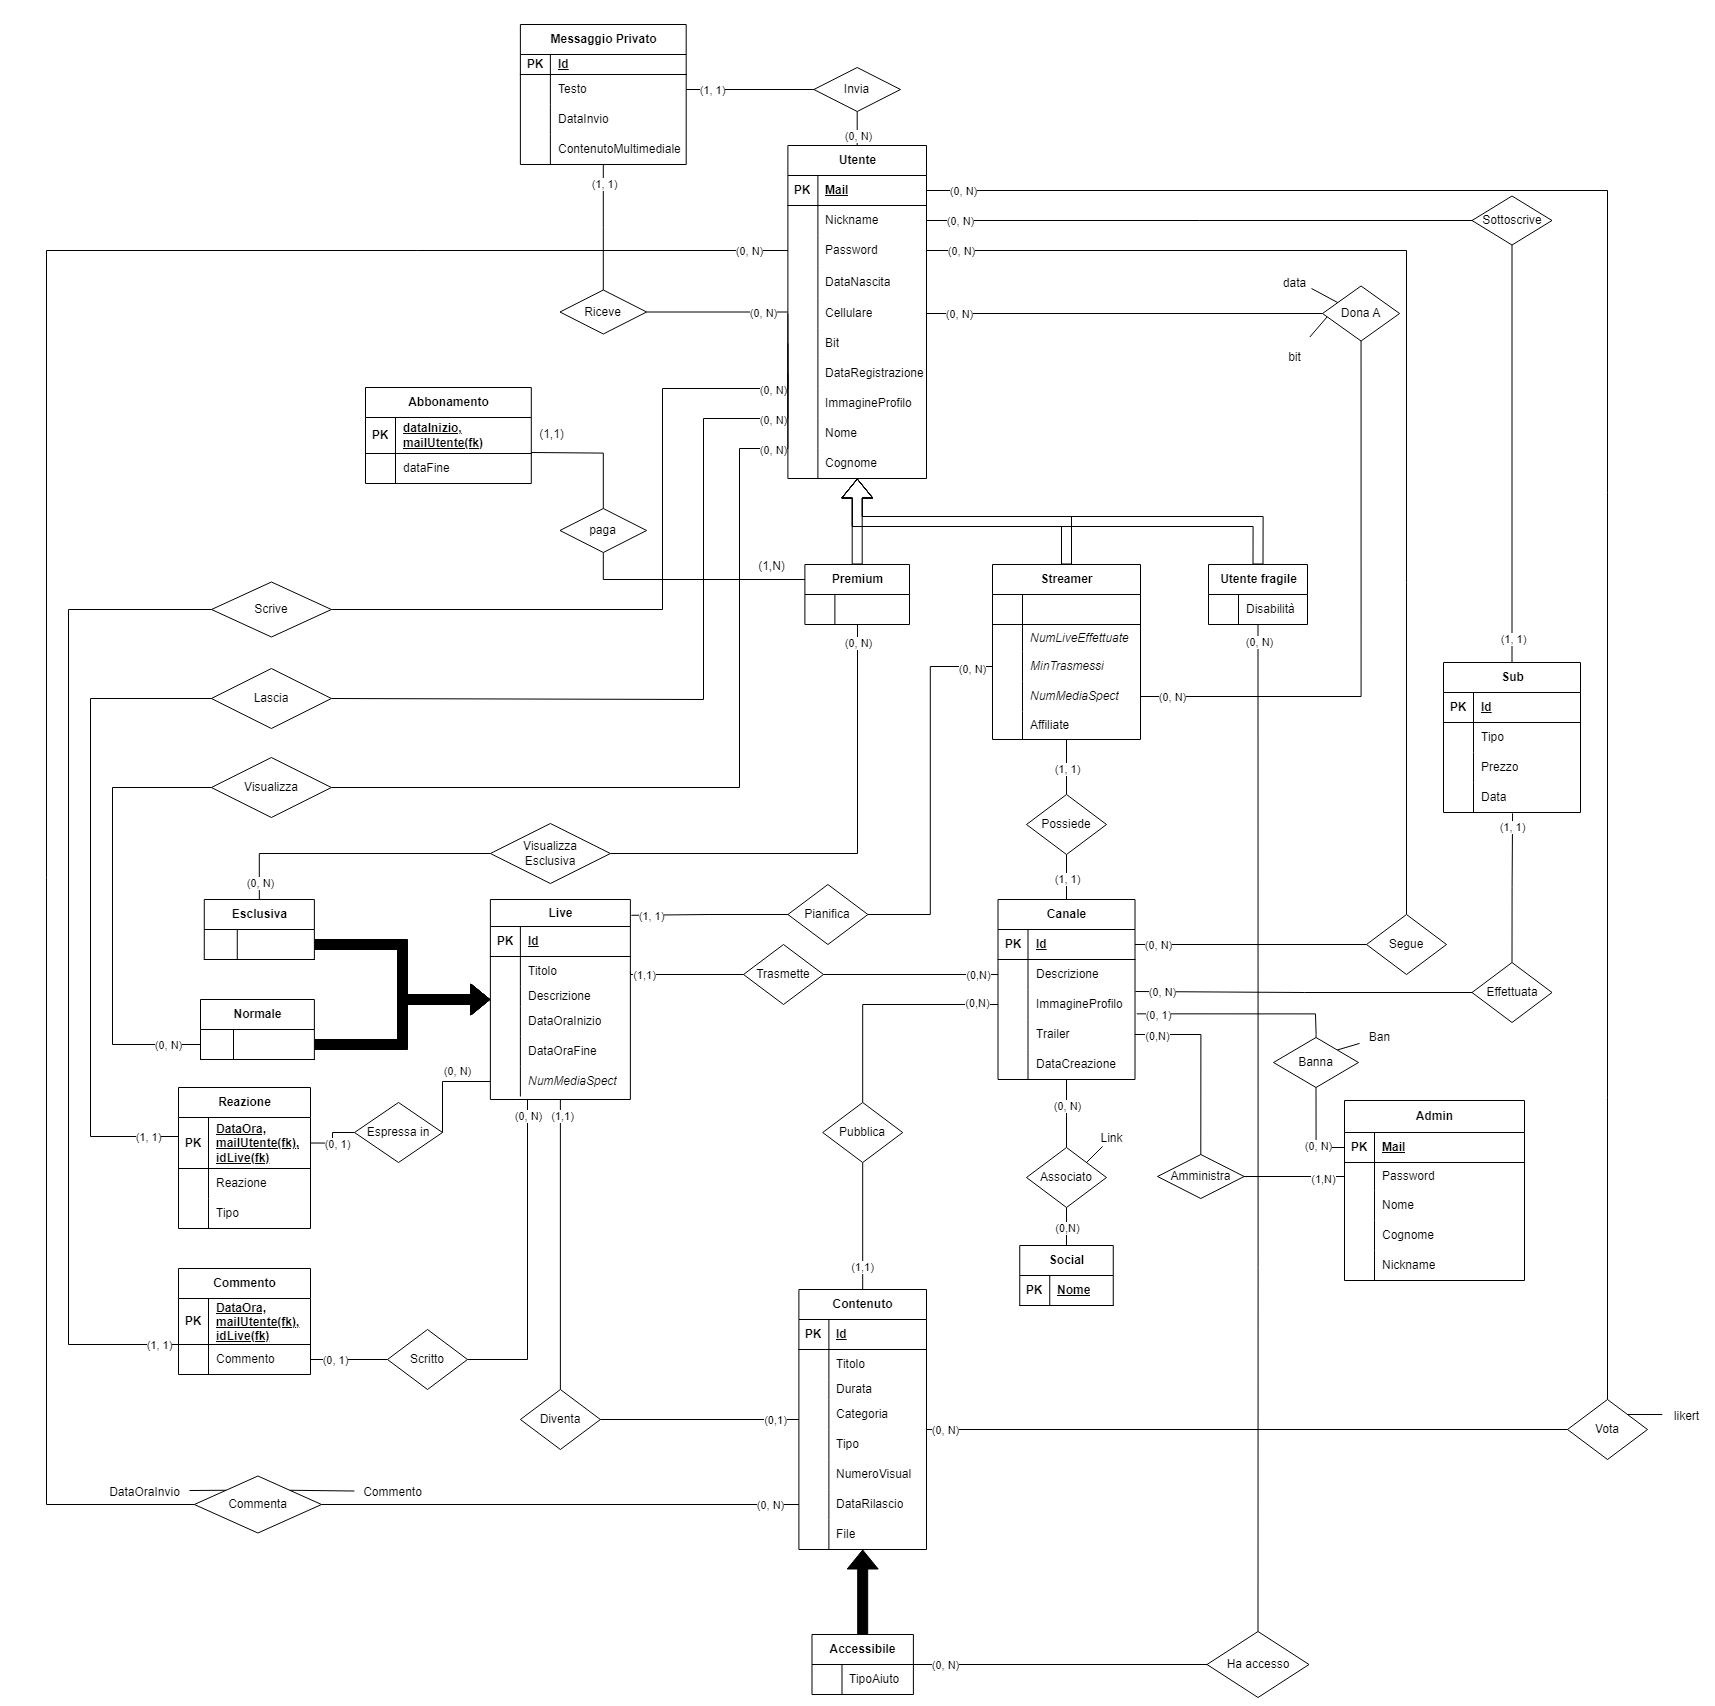 Messaggio Privato
PK Id
Testo
DataInvio
ContenutoMultimediale
(1, 1)
Invia
(0, N)
(1, 1)
Riceve
(0, N)
Utente
PK Mail
Nickname
Password
DataNascita
Cellulare
Bit
DataRegistrazione
ImmagineProfilo
Nome
Cognome
(0, N)
(0, N)
(0, N)
(0, N)
(0, N)
(0, N)
(0, N)
(0, N)
Sottoscrive
data
Dona A
bit
Abbonamento
PK dataInizio,
mailUtente(fk)
dataFine
(1,1)
paga
(1,N)
Premium
(0, N)
Streamer
NumLiveEffettuate
MinTrasmessi
NumMediaSpect
Affiliate
(0, N)
(0, N)
(1, 1)
Utente fragile
Disabilità
(0, N)
(1, 1)
Sub
PK Id
Tipo
Prezzo
Data
(1, 1)
Scrive
Lascia
Visualizza
Visualizza
Esclusiva
(0, N)
Possiede
(1, 1)
Esclusiva
Normale
(0, N)
Live
PK Id
Titolo
Descrizione
DataOraInizio
DataOraFine
NumMediaSpect
(1, 1)
Pianifica
(1,1)
Trasmette
(0,N)
(0,N)
Canale
PK Id
Descrizione
ImmagineProfilo
Trailer
DataCreazione
(0, N)
Segue
(0, N)
Effettuata
(0, 1)
(0,N)
Ban
Banna
(0, N)
Admin
PK Mail
Password
Nome
Cognome
Nickname
(1,N)
Amministra
(0, N)
Link
Associato
(0,N)
Social
PK Nome
(0, N)
(0, N)
(1,1)
Reazione
PK DataOra,
mailUtente(fk),
idLive(fk)
Reazione
Tipo
(1, 1)
(0, 1)
Espressa in
Pubblica
(1,1)
Commento
PK DataOra,
mailUtente(fk),
idLive(fk)
Commento
(1, 1)
(0, 1)
Scritto
Diventa
(0,1)
Contenuto
PK Id
Titolo
Durata
Categoria
Tipo
NumeroVisual
DataRilascio
File
(0, N)
Vota
likert
DataOraInvio
Commenta
Commento
(0, N)
Accessibile
TipoAiuto
(0, N)
Ha accesso